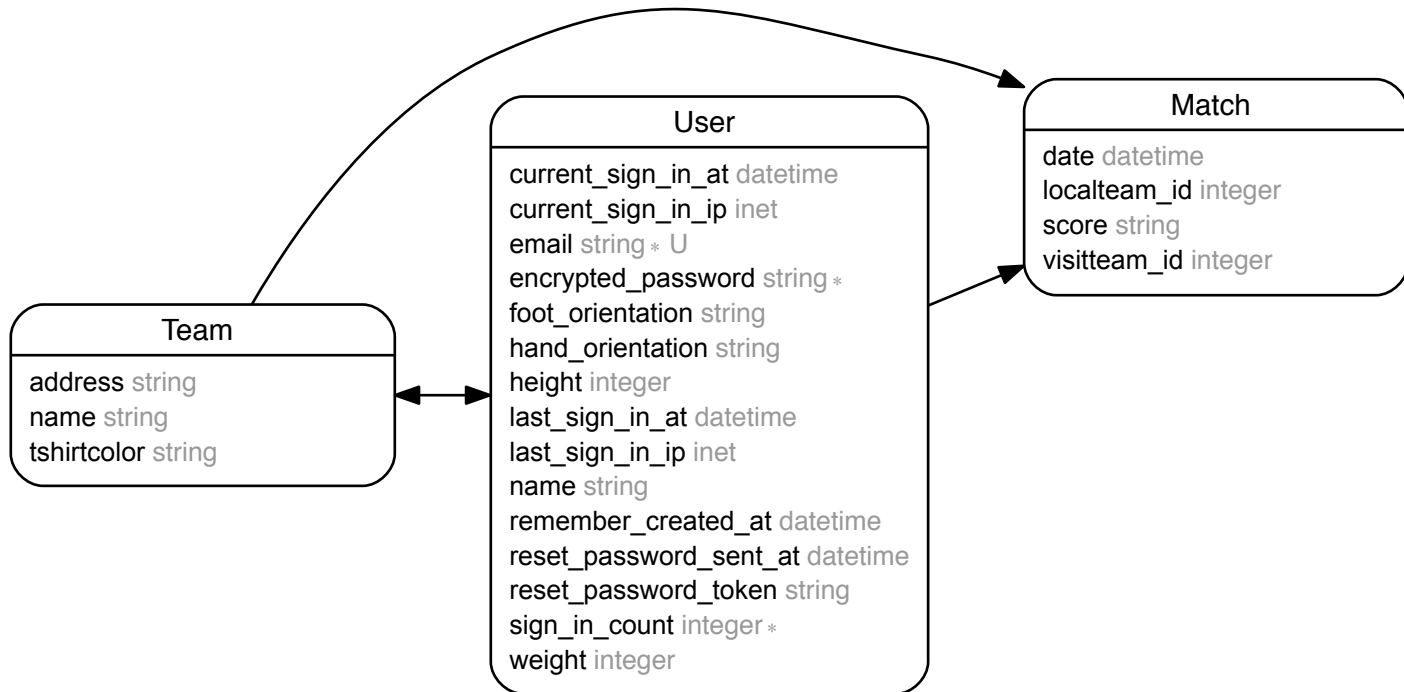 Team
address string
name string
tshirtcolor string
User
current_sign_in_at datetime
current_sign_in_ip inet
email string * U
encrypted_password string *
foot_orientation string
hand_orientation string
height integer
last_sign_in_at datetime
last_sign_in_ip inet
name string
remember_created_at datetime
reset_password_sent_at datetime
reset_password_token string
sign_in_count integer *
weight integer
Match
date datetime
localteam_id integer
score string
visitteam_id integer